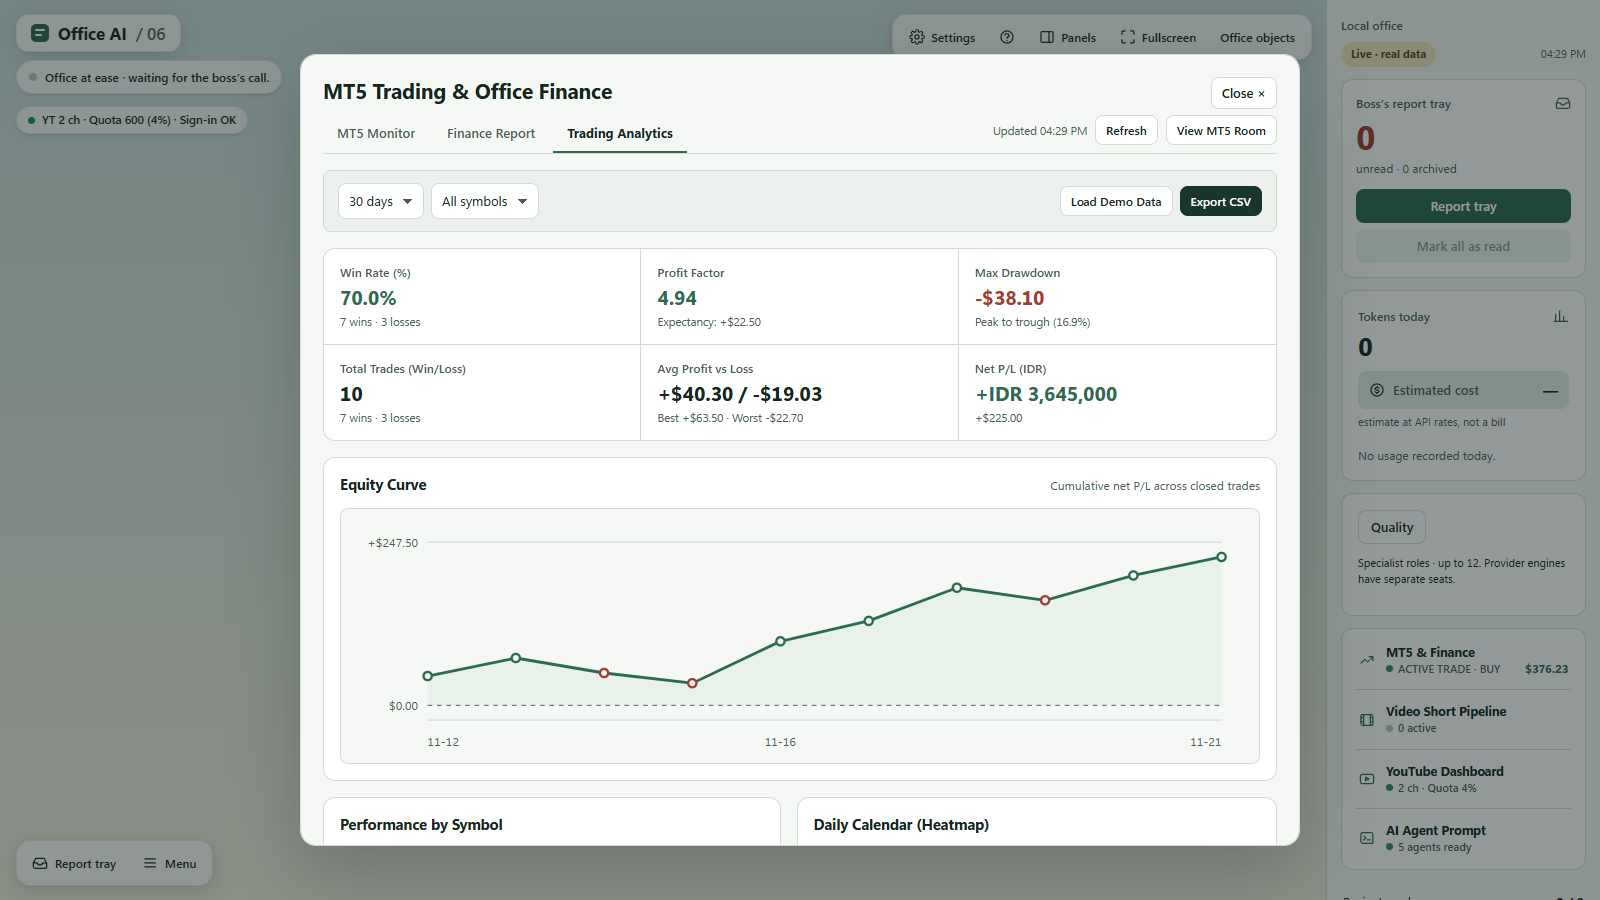 Office AI / 06
Settings
Panels
Fullscreen
Office objects
Office at ease · waiting for the boss's call.
YT 2 ch · Quota 600 (4%) · Sign-in OK
MT5 Trading & Office Finance
Close ×
MT5 Monitor
Finance Report
Trading Analytics
Updated 04:29 PM
Refresh
View MT5 Room
30 days
All symbols
Load Demo Data
Export CSV
Win Rate (%)
70.0%
7 wins · 3 losses
Profit Factor
4.94
Expectancy: +$22.50
Max Drawdown
-$38.10
Peak to trough (16.9%)
Total Trades (Win/Loss)
10
7 wins · 3 losses
Avg Profit vs Loss
+$40.30 / -$19.03
Best +$63.50 · Worst -$22.70
Net P/L (IDR)
+IDR 3,645,000
+$225.00
Equity Curve
Cumulative net P/L across closed trades
+$247.50
$0.00
11-12
11-16
11-21
Performance by Symbol
Daily Calendar (Heatmap)
Report tray
Menu
Local office
Live · real data
04:29 PM
Boss's report tray
0
unread · 0 archived
Report tray
Mark all as read
Tokens today
0
Estimated cost —
estimate at API rates, not a bill
No usage recorded today.
Quality
Specialist roles · up to 12. Provider engines
have separate seats.
MT5 & Finance
ACTIVE TRADE · BUY $376.23
Video Short Pipeline
0 active
YouTube Dashboard
2 ch · Quota 4%
AI Agent Prompt
5 agents ready